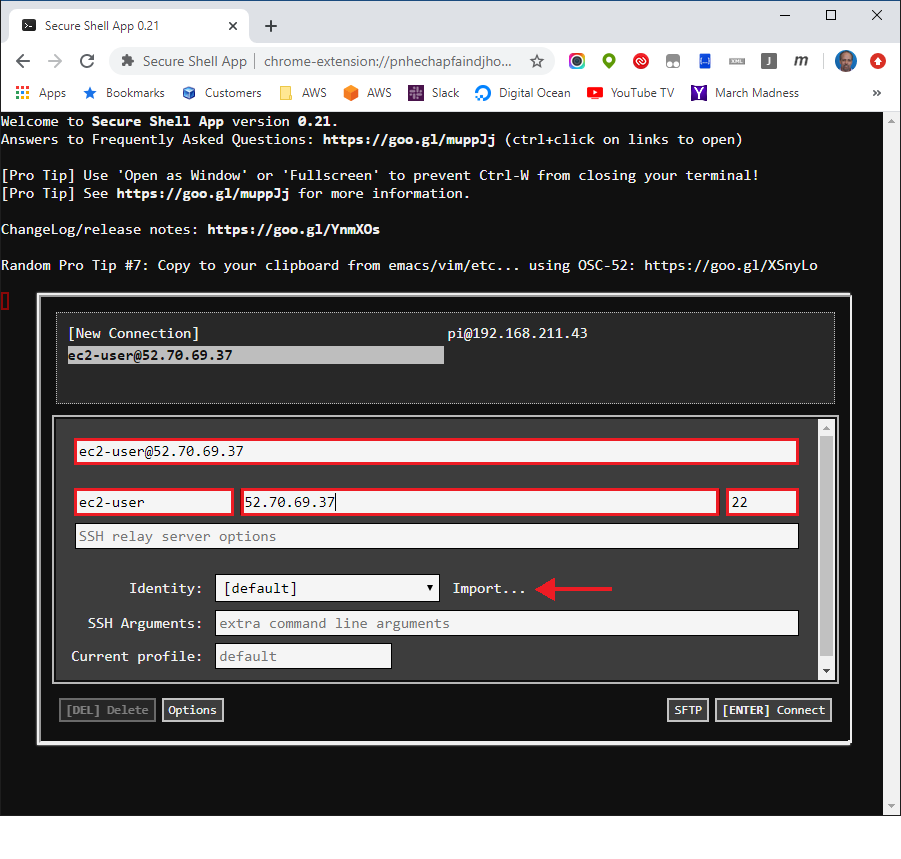 Secure Shell App 0.21
Secure Shell App | chrome-extension://pnhechapfaindjho...
Apps Bookmarks Customers AWS AWS Slack Digital Ocean YouTube TV March Madness »
Welcome to Secure Shell App version 0.21.
Answers to Frequently Asked Questions: https://goo.gl/muppJj (ctrl+click on links to open)
[Pro Tip] Use 'Open as Window' or 'Fullscreen' to prevent Ctrl-W from closing your terminal!
[Pro Tip] See https://goo.gl/muppJj for more information.
ChangeLog/release notes: https://goo.gl/YnmXOs
Random Pro Tip #7: Copy to your clipboard from emacs/vim/etc... using OSC-52: https://goo.gl/XSnyLo
[New Connection] pi@192.168.211.43
ec2-user@52.70.69.37
ec2-user@52.70.69.37
ec2-user 52.70.69.37 22
SSH relay server options
Identity: [default] Import...
SSH Arguments: extra command line arguments
Current profile: default
[DEL] Delete Options SFTP [ENTER] Connect